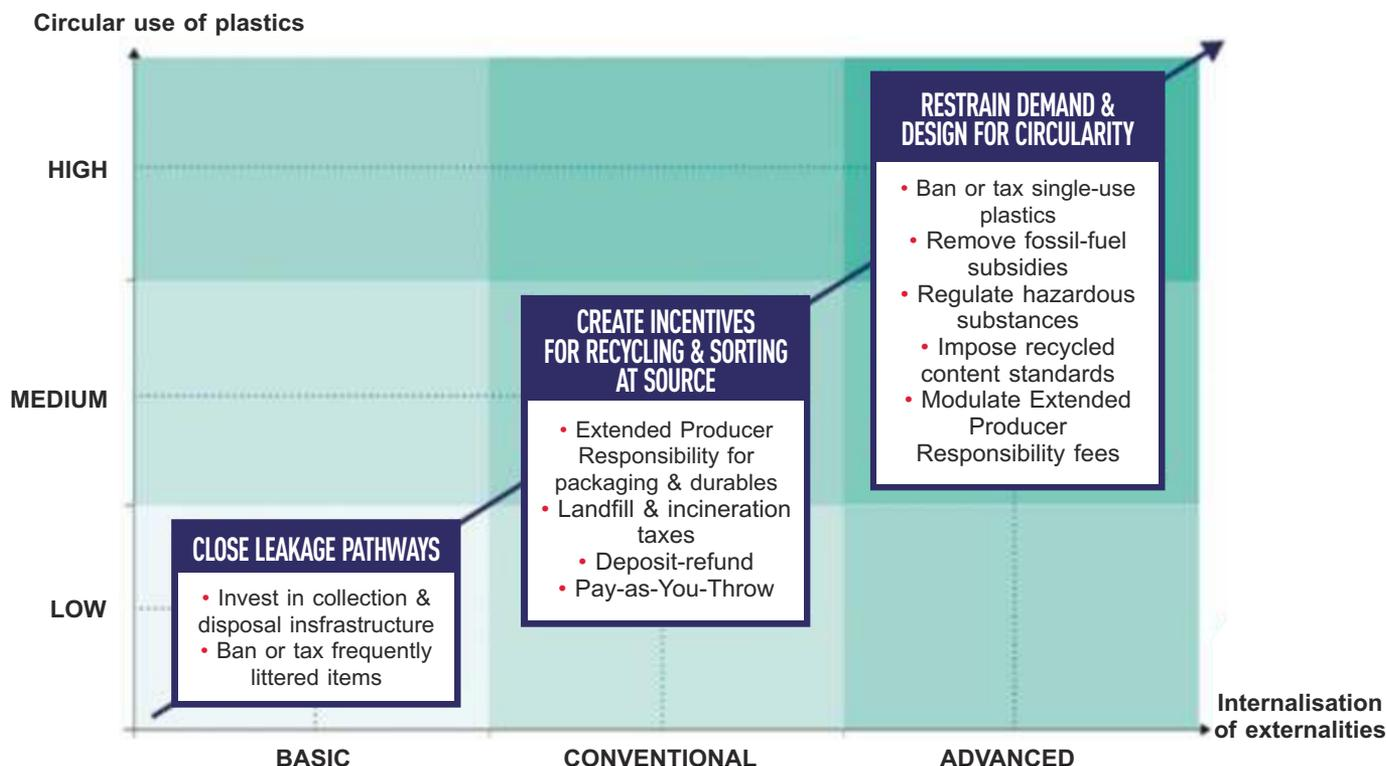 Circular use of plastics
HIGH
MEDIUM
LOW
CLOSE LEAKAGE PATHWAYS
• Invest in collection &
disposal insfrastructure
• Ban or tax frequently
littered items
CREATE INCENTIVES
FOR RECYCLING & SORTING
AT SOURCE
• Extended Producer
Responsibility for
packaging & durables
• Landfill & incineration
taxes
• Deposit-refund
• Pay-as-You-Throw
RESTRAIN DEMAND &
DESIGN FOR CIRCULARITY
• Ban or tax single-use
plastics
• Remove fossil-fuel
subsidies
• Regulate hazardous
substances
• Impose recycled
content standards
• Modulate Extended
Producer
Responsibility fees
Internalisation
of externalities
BASIC
CONVENTIONAL
ADVANCED